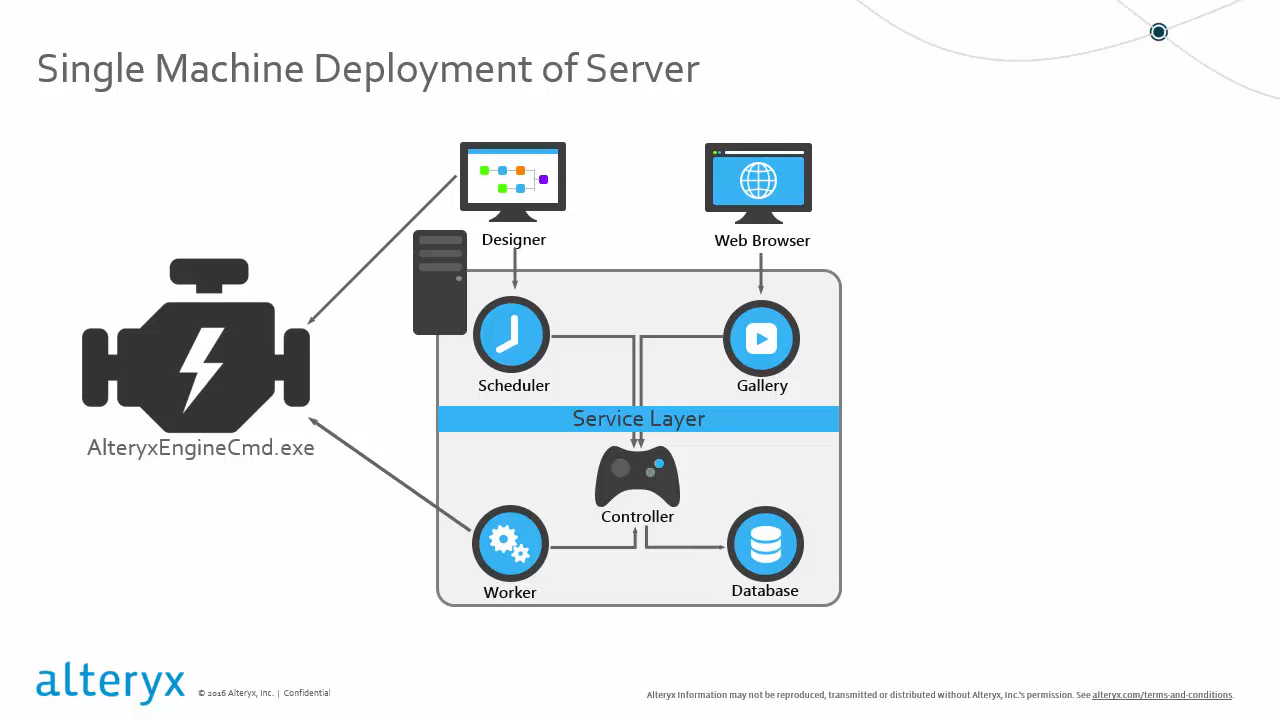 Single Machine Deployment of Server
Designer
Web Browser
Scheduler
Gallery
Service Layer
AlteryxEngineCmd.exe
Controller
Worker
Database
alteryx
© 2016 Alteryx, Inc. | Confidential
Alteryx Information may not be reproduced, transmitted or distributed without Alteryx, Inc.'s permission. See alteryx.com/terms-and-conditions.